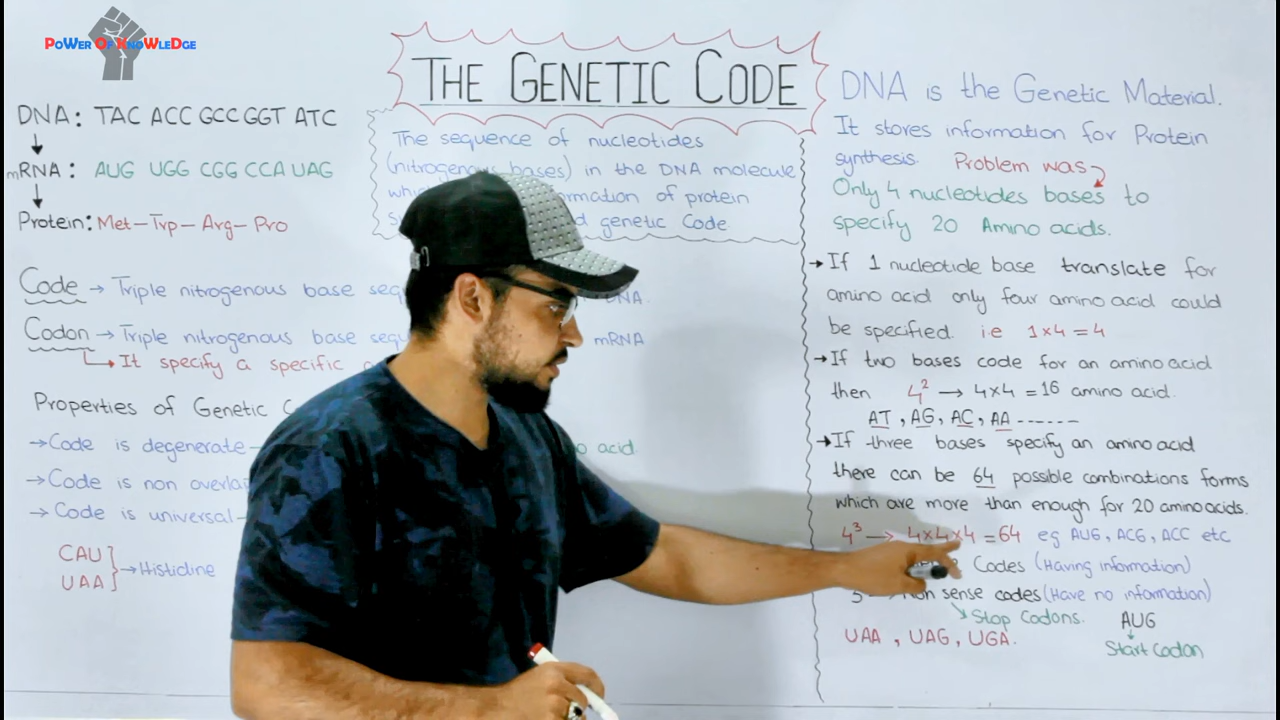 PoWer Of KnoWleDge
THE GENETIC CODE
DNA: TAC ACC GCC GGT ATC
mRNA: AUG UGG CGG CCA UAG
Protein: Met-Trp-Arg-Pro
Code → Triple nitrogenous base DNA.
Codon → Triple nitrogenous base mRNA
It specify a specific
Properties of Genetic
→ Code is degenerate- acid
→ Code is non
→ Code is universal-
CAU
UAA
→ Histidine
The sequence of nucleotides
(nitrogenous bases) in the DNA molecule
of protein
genetic Code
DNA is the Genetic Material.
It stores information for Protein
synthesis. Problem was
Only 4 nucleotides bases to
specify 20 Amino acids.
→ If 1 nucleotide base translate for
amino acid only four amino acid could
be specified. i.e 1×4=4
→ If two bases code for an amino acid
then 4² → 4×4=16 amino acid.
AT, AG, AC, AA ------
→ If three bases specify an amino acid
there can be 64 possible combinations forms
which are more than enough for 20 amino acids.
4³ → 4×4×4=64 eg AUG, ACG, ACC etc
Codes (Having information)
sense codes (Have no information)
Stop Codons.
UAA, UAG, UGA.
AUG
↓
Start Codon